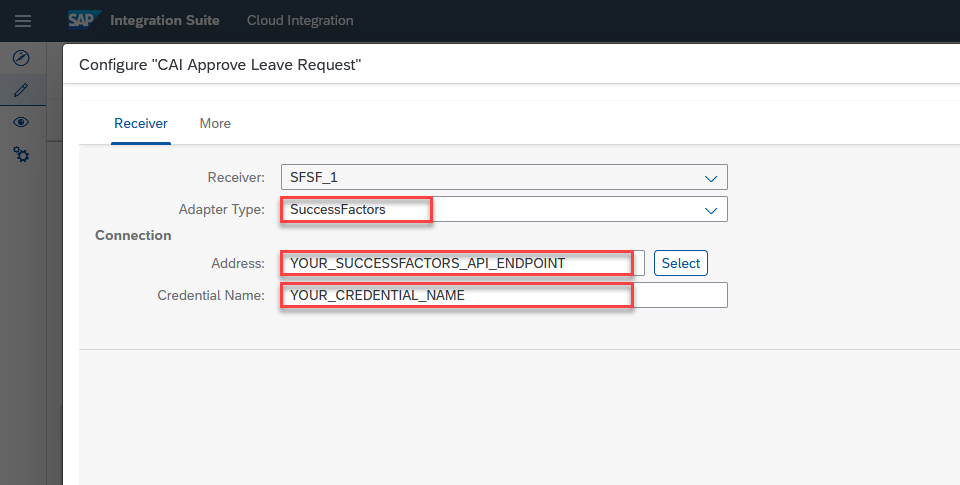 SAP Integration Suite Cloud Integration
Configure "CAI Approve Leave Request"
Receiver More
Receiver: SFSF_1
Adapter Type: SuccessFactors
Connection
Address: YOUR_SUCCESSFACTORS_API_ENDPOINT Select
Credential Name: YOUR_CREDENTIAL_NAME